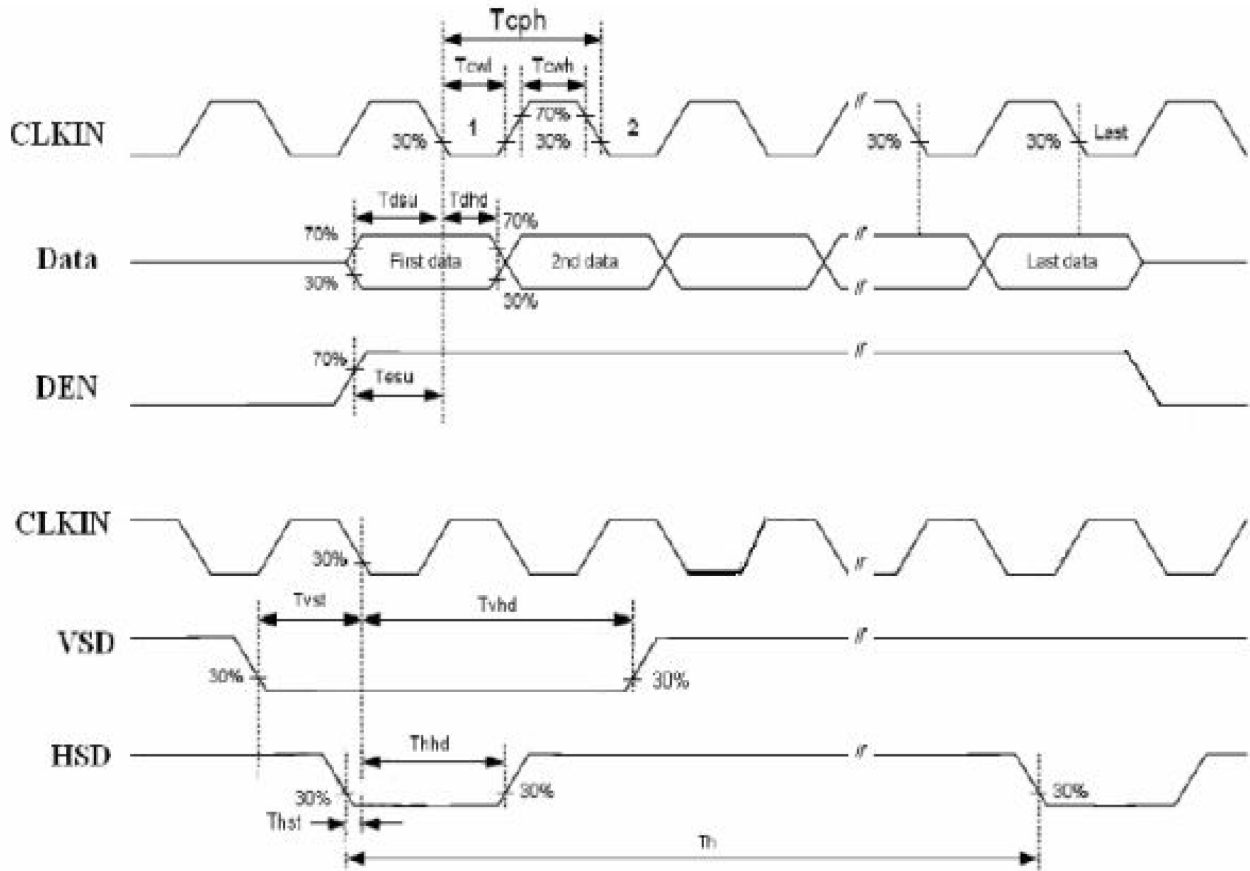 Tcph
Tcwl Tcwh
CLKIN 30% 1 70% 30% 2 30% 30% Last
Tdsu Tdhd
70% 70%
Data First data 2nd data Last data
30% 30%
70%
DEN Tesu
CLKIN
30%
Tvst Tvhd
VSD
30% 30%
HSD Thhd
30% 30% 30%
Thst
Th